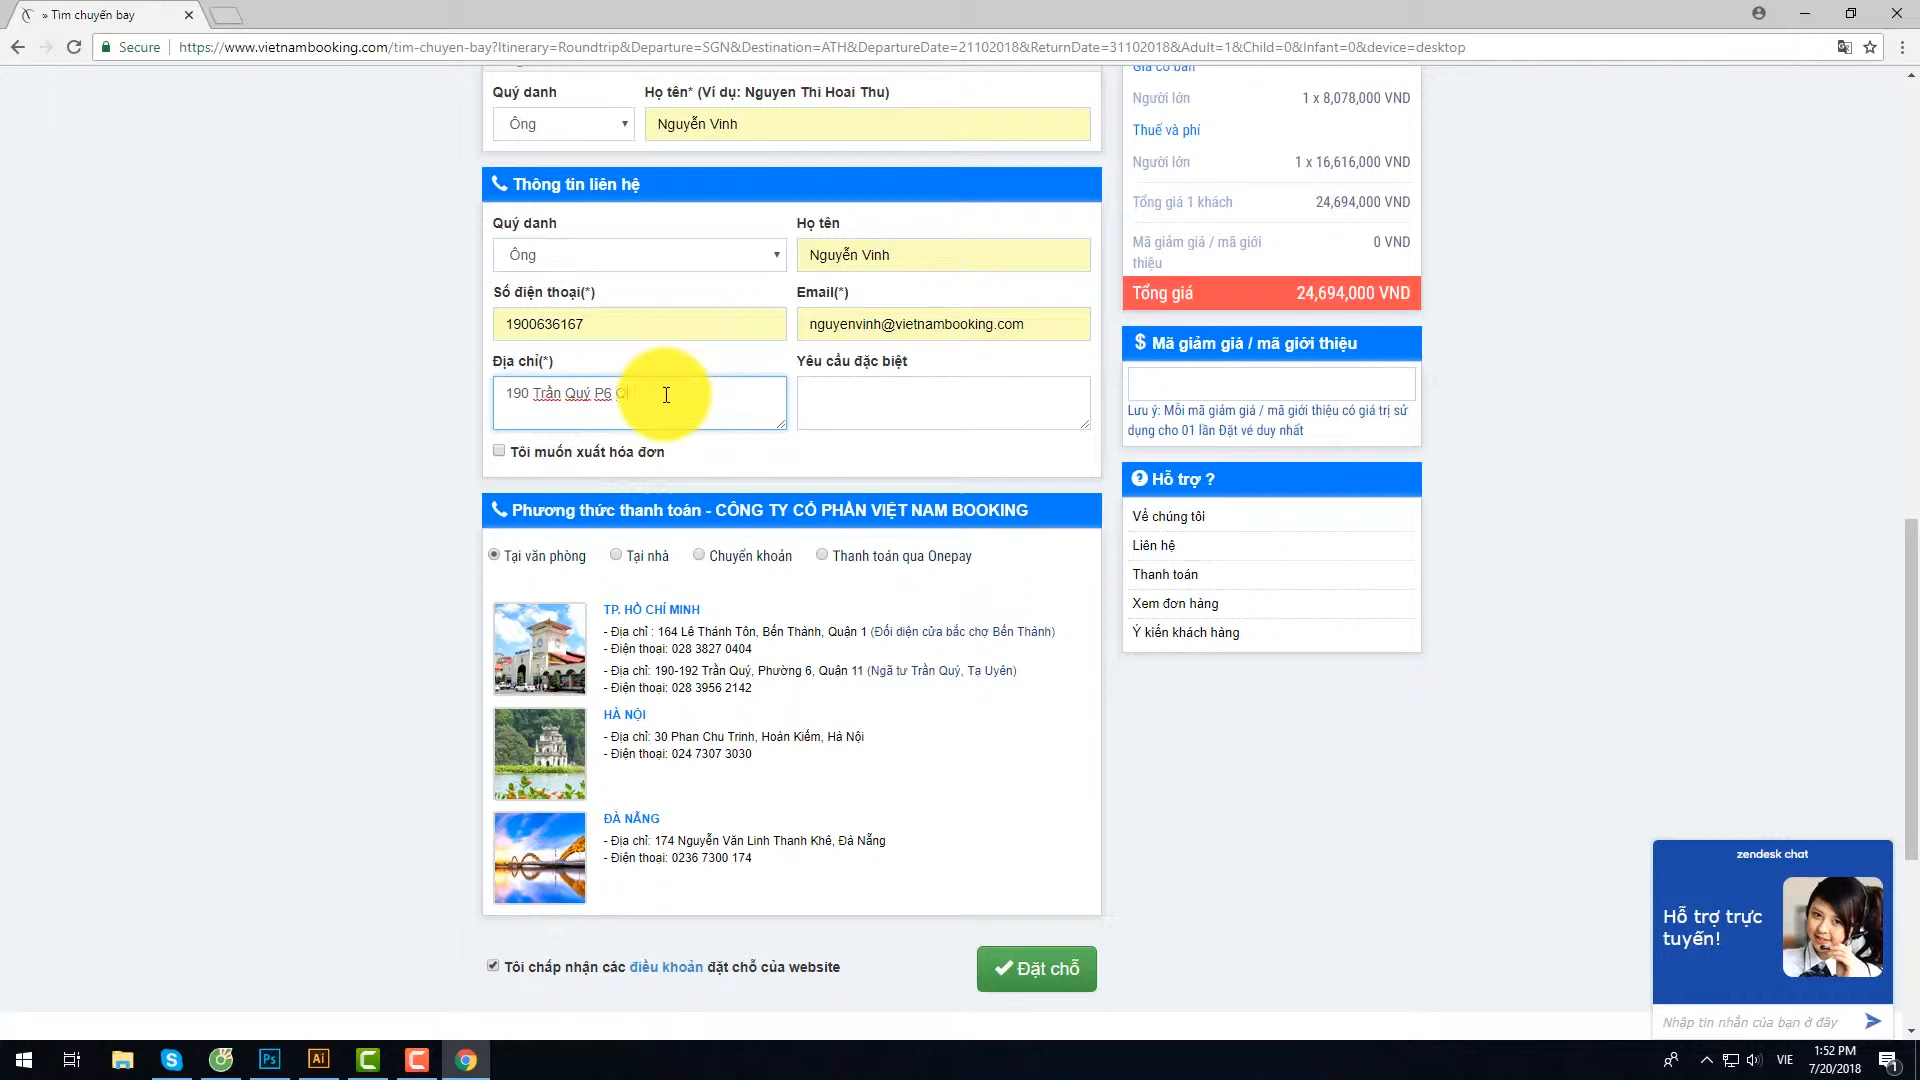 » Tìm chuyến bay
Secure
https://www.vietnambooking.com/tim-chuyen-bay?Itinerary=Roundtrip&Departure=SGN&Destination=ATH&DepartureDate=21102018&ReturnDate=31102018&Adult=1&Child=0&Infant=0&device=desktop
Quý danh
Họ tên* (Ví dụ: Nguyen Thi Hoai Thu)
Ông
Nguyễn Vinh
Thông tin liên hệ
Quý danh
Họ tên
Ông
Nguyễn Vinh
Số điện thoại(*)
Email(*)
1900636167
nguyenvinh@vietnambooking.com
Địa chỉ(*)
Yêu cầu đặc biệt
190 Trần Quý P6
Tôi muốn xuất hóa đơn
Phương thức thanh toán - CÔNG TY CỔ PHẦN VIỆT NAM BOOKING
Tại văn phòng
Tại nhà
Chuyển khoản
Thanh toán qua Onepay
TP. HỒ CHÍ MINH
- Địa chỉ : 164 Lê Thánh Tôn, Bến Thành, Quận 1 (Đối diện cửa bắc chợ Bến Thành)
- Điện thoại: 028 3827 0404
- Địa chỉ: 190-192 Trần Quý, Phường 6, Quận 11 (Ngã tư Trần Quý, Tạ Uyên)
- Điện thoại: 028 3956 2142
HÀ NỘI
- Địa chỉ: 30 Phan Chu Trinh, Hoàn Kiếm, Hà Nội
- Điện thoại: 024 7307 3030
ĐÀ NẴNG
- Địa chỉ: 174 Nguyễn Văn Linh Thanh Khê, Đà Nẵng
- Điện thoại: 0236 7300 174
Tôi chấp nhận các điều khoản đặt chỗ của website
Đặt chỗ
Giá cơ bản
Người lớn
1 x 8,078,000 VND
Thuế và phí
Người lớn
1 x 16,616,000 VND
Tổng giá 1 khách
24,694,000 VND
Mã giảm giá / mã giới
thiệu
0 VND
Tổng giá
24,694,000 VND
$ Mã giảm giá / mã giới thiệu
Lưu ý: Mỗi mã giảm giá / mã giới thiệu có giá trị sử
dụng cho 01 lần Đặt vé duy nhất
Hỗ trợ ?
Về chúng tôi
Liên hệ
Thanh toán
Xem đơn hàng
Ý kiến khách hàng
zendesk chat
Hỗ trợ trực
tuyến!
Nhập tin nhắn của bạn ở đây
Ps
Ai
VIE
1:52 PM
7/20/2018
1